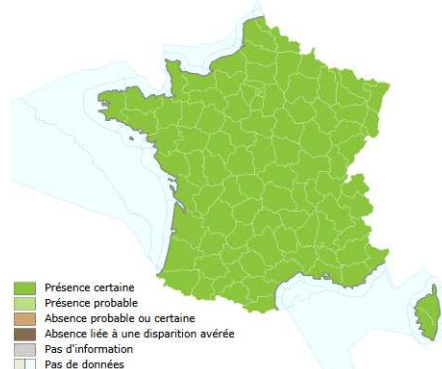 Présence certaine
Présence probable
Absence probable ou certaine
Absence liée à une disparition avérée
Pas d'information
Pas de données